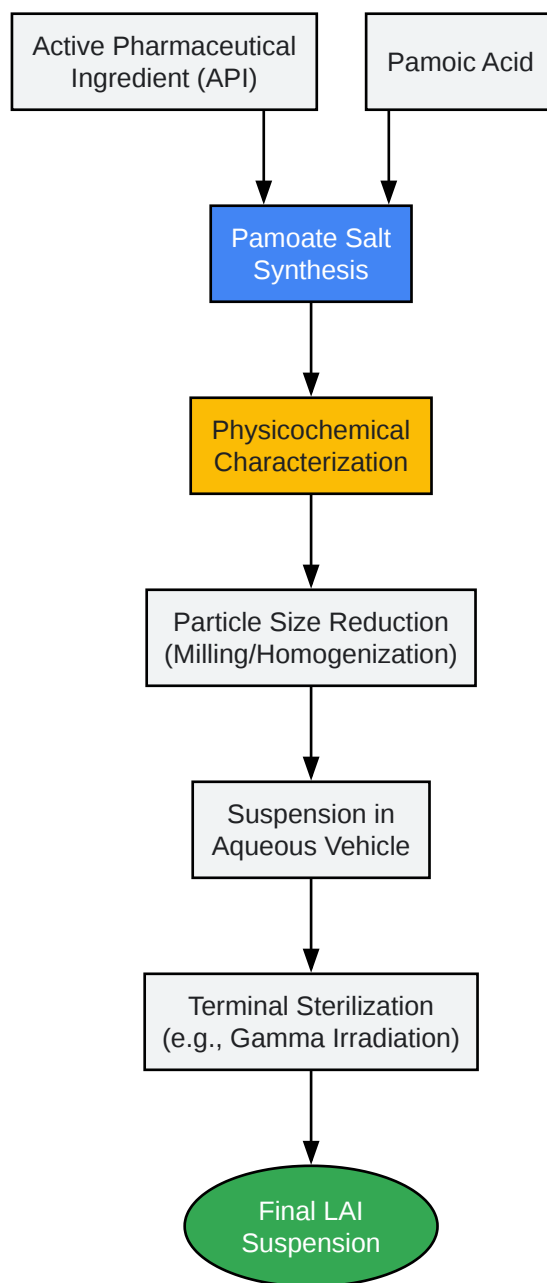 Active Pharmaceutical
Ingredient (API)
Pamoic Acid
Pamoate Salt
Synthesis
Physicochemical
Characterization
Particle Size Reduction
(Milling/Homogenization)
Suspension in
Aqueous Vehicle
Terminal Sterilization
(e.g., Gamma Irradiation)
Final LAI
Suspension